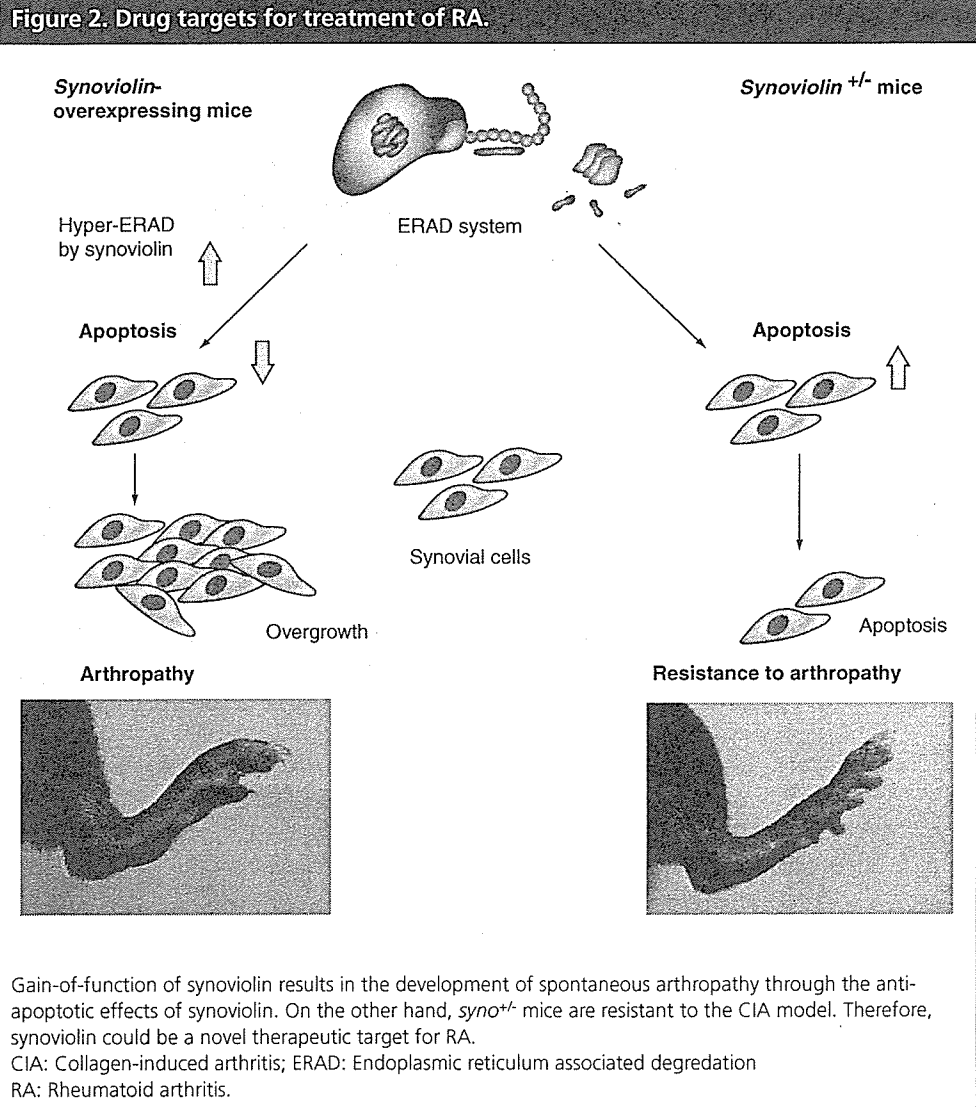 Figure 2. Drug targets for treatment of RA.
Synoviolin-
overexpressing mice
Synoviolin +/- mice
Hyper-ERAD
by synoviolin
ERAD system
Apoptosis
Apoptosis
Synovial cells
Overgrowth
Apoptosis
Arthropathy
Resistance to arthropathy
Gain-of-function of synoviolin results in the development of spontaneous arthropathy through the anti-
apoptotic effects of synoviolin. On the other hand, syno+/- mice are resistant to the CIA model. Therefore,
synoviolin could be a novel therapeutic target for RA.
CIA: Collagen-induced arthritis; ERAD: Endoplasmic reticulum associated degredation
RA: Rheumatoid arthritis.